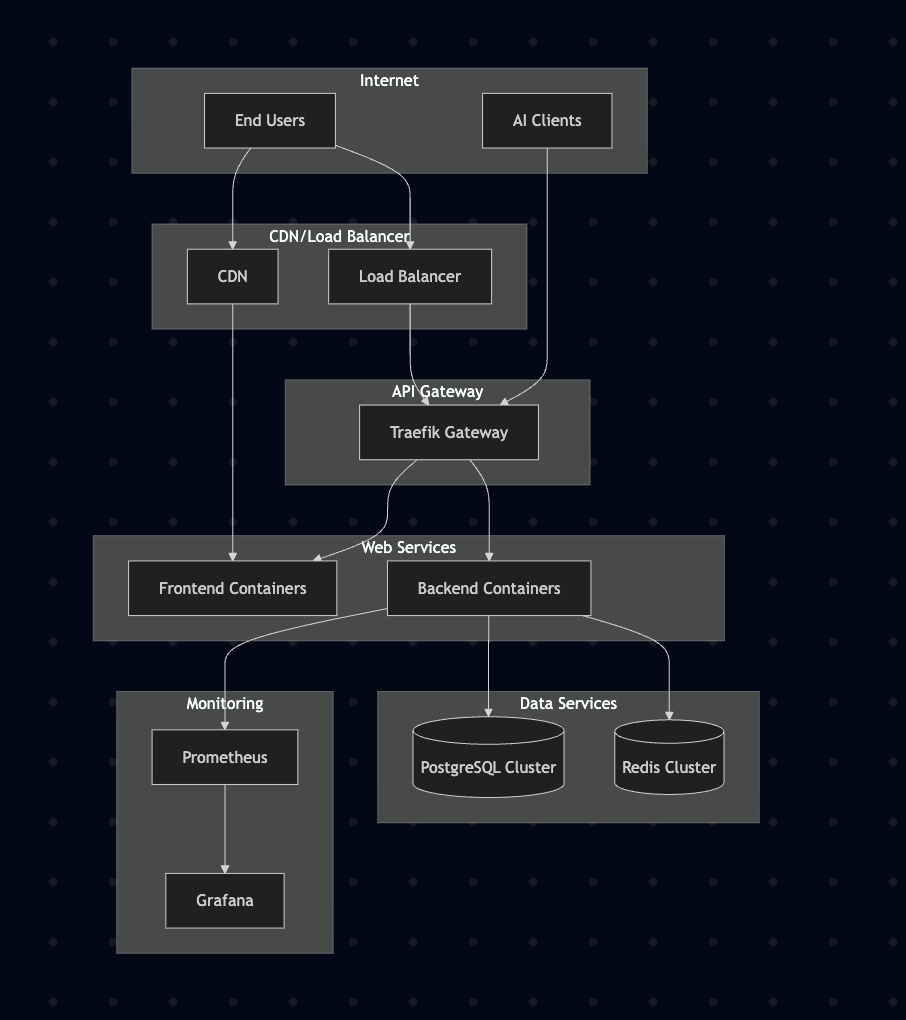 Internet
End Users
AI Clients
CDN/Load Balancer
CDN
Load Balancer
API Gateway
Traefik Gateway
Web Services
Frontend Containers
Backend Containers
Monitoring
Data Services
Prometheus
PostgreSQL Cluster
Redis Cluster
Grafana